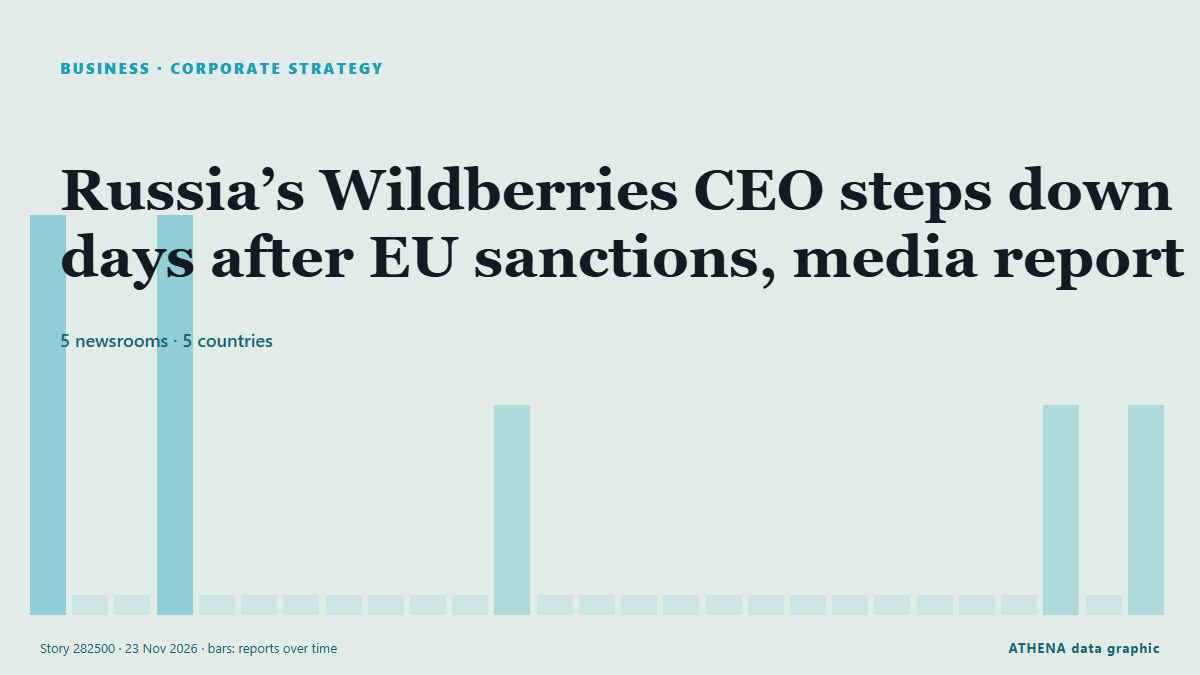 BUSINESS · CORPORATE STRATEGY
Russia’s Wildberries CEO steps down
days after EU sanctions, media report
5 newsrooms · 5 countries
Story 282500 · 23 Nov 2026 · bars: reports over time
ATHENA data graphic